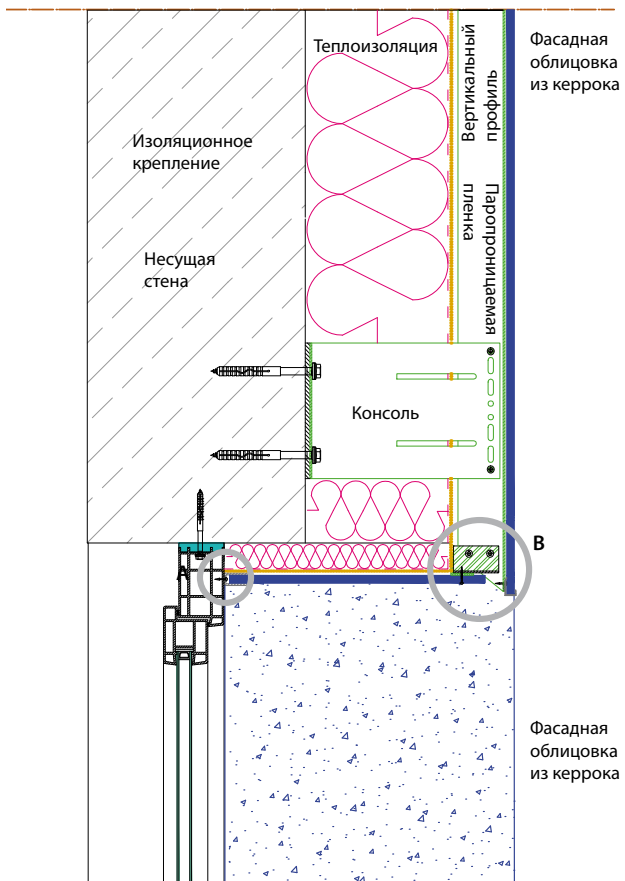 Теплоизоляция
Вертикальный
профиль
Фасадная
облицовка
из керрока
Изоляционное
крепление
Паропроницаемая
пленка
Несущая
стена
Консоль
A
B
Фасадная
облицовка
из керрока